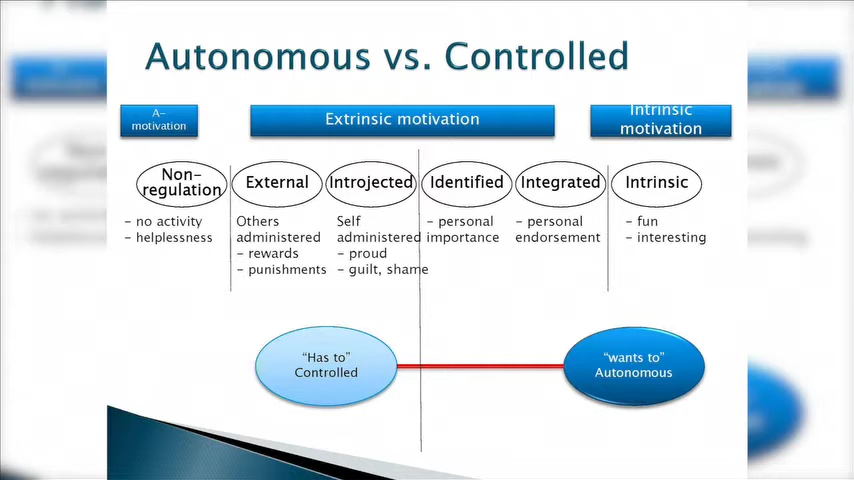 Autonomous vs. Controlled
A-
motivation
Extrinsic motivation
Intrinsic
motivation
Non-
regulation
External
Introjected
Identified
Integrated
Intrinsic
- no activity
- helplessness
Others
administered
- rewards
- punishments
Self
administered
- proud
- guilt, shame
- personal
importance
- personal
endorsement
- fun
- interesting
“Has to”
Controlled
“wants to”
Autonomous